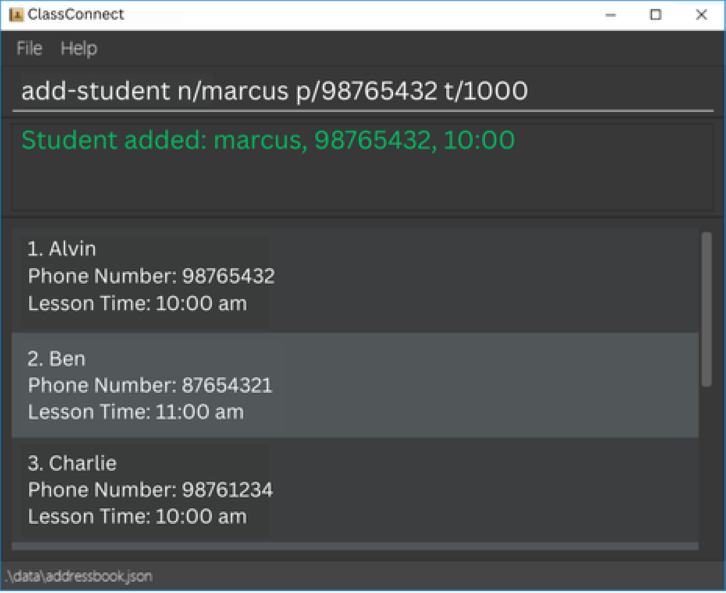 ClassConnect
File Help
add-student n/marcus p/98765432 t/1000
Student added: marcus, 98765432, 10:00
1. Alvin
Phone Number: 98765432
Lesson Time: 10:00 am
2. Ben
Phone Number: 87654321
Lesson Time: 11:00 am
3. Charlie
Phone Number: 98761234
Lesson Time: 10:00 am
.\data\addressbook.json